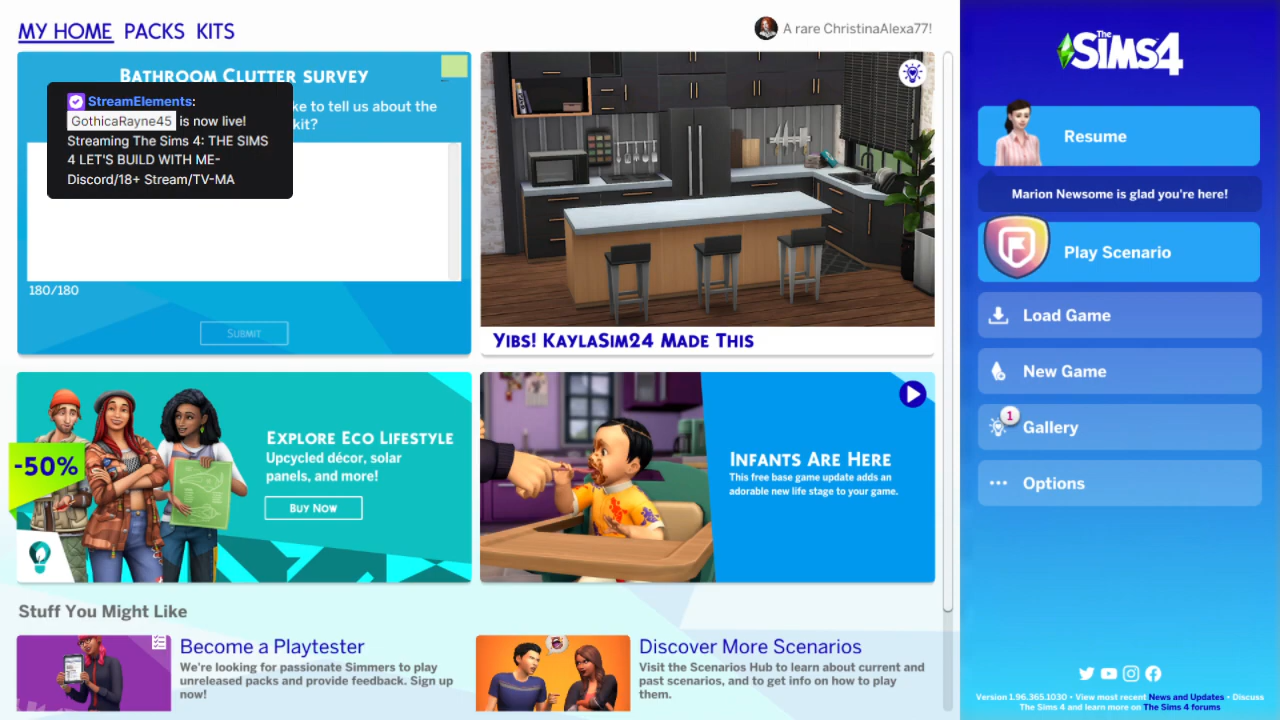 MY HOME PACKS KITS
A rare ChristinaAlexa77!
BATHROOM CLUTTER SURVEY
ke to tell us about the
kit?
StreamElements:
GothicaRayne45 is now live!
Streaming The Sims 4: THE SIMS
4 LET'S BUILD WITH ME-
Discord/18+ Stream/TV-MA
180/180
SUBMIT
YIBS! KAYLASIM24 MADE THIS
-50%
EXPLORE ECO LIFESTYLE
Upcycled décor, solar
panels, and more!
BUY NOW
INFANTS ARE HERE
This free base game update adds an
adorable new life stage to your game.
Stuff You Might Like
Become a Playtester
We're looking for passionate Simmers to play
unreleased packs and provide feedback. Sign up
now!
Discover More Scenarios
Visit the Scenarios Hub to learn about current and
past scenarios, and to get info on how to play
them.
The SIMS 4
Resume
Marion Newsome is glad you're here!
Play Scenario
Load Game
New Game
1
Gallery
Options
Version 1.96.365.1030 • View most recent News and Updates • Discuss
The Sims 4 and learn more on The Sims 4 forums